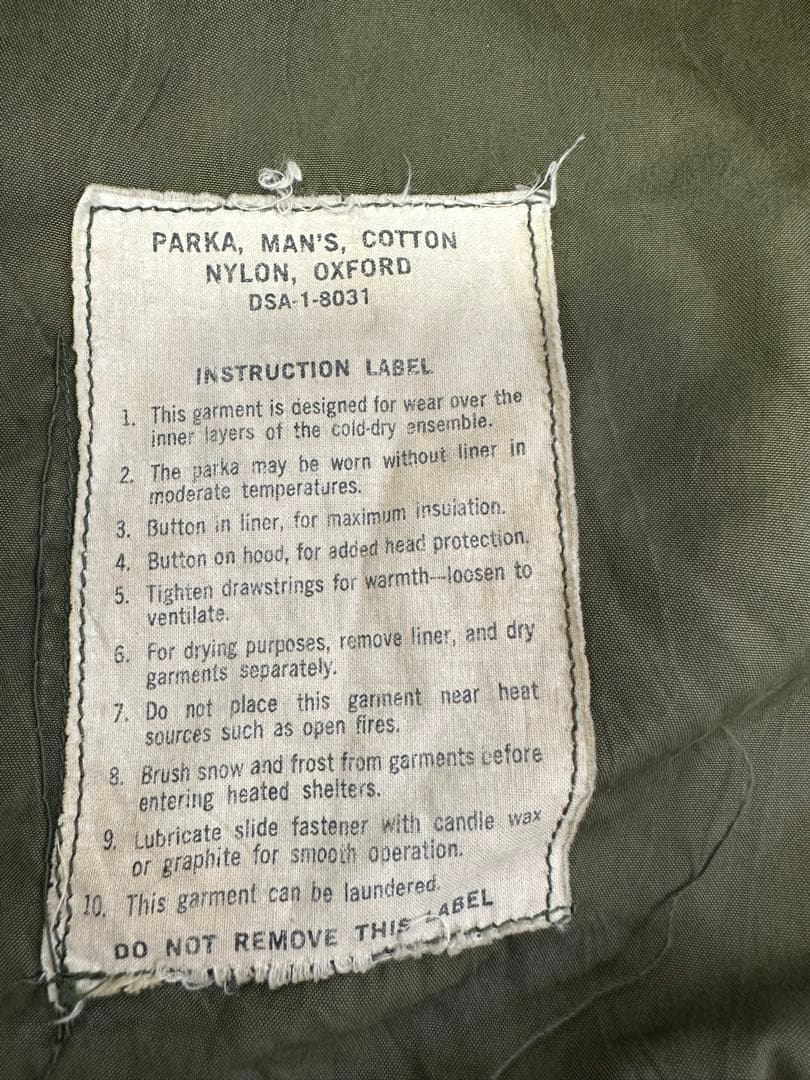 PARKA, MAN'S, COTTON
NYLON, OXFORD
DSA-1-8031
INSTRUCTION LABEL
1. This garment is designed for wear over the
inner layers of the cold-dry ensemble.
2. The parka may be worn without liner in
moderate temperatures.
3. Button in liner, for maximum insulation.
4. Button on hood, for added head protection.
5. Tighten drawstrings for warmth—loosen to
ventilate.
6. For drying purposes, remove liner, and dry
garments separately.
7. Do not place this garment near heat
sources such as open fires.
8. Brush snow and frost from garments before
entering heated shelters.
9. Lubricate slide fastener with candle wax
or graphite for smooth operation.
10. This garment can be laundered.
DO NOT REMOVE THIS LABEL